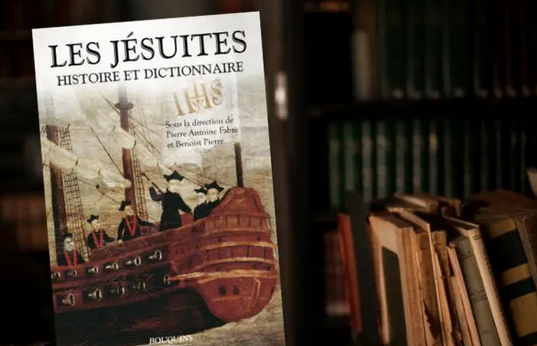 LES JÉSUITES
HISTOIRE ET DICTIONNAIRE
IHS
Sous la direction de
Pierre Antoine Fabre
et Benoist Pierre
BOUQUINS